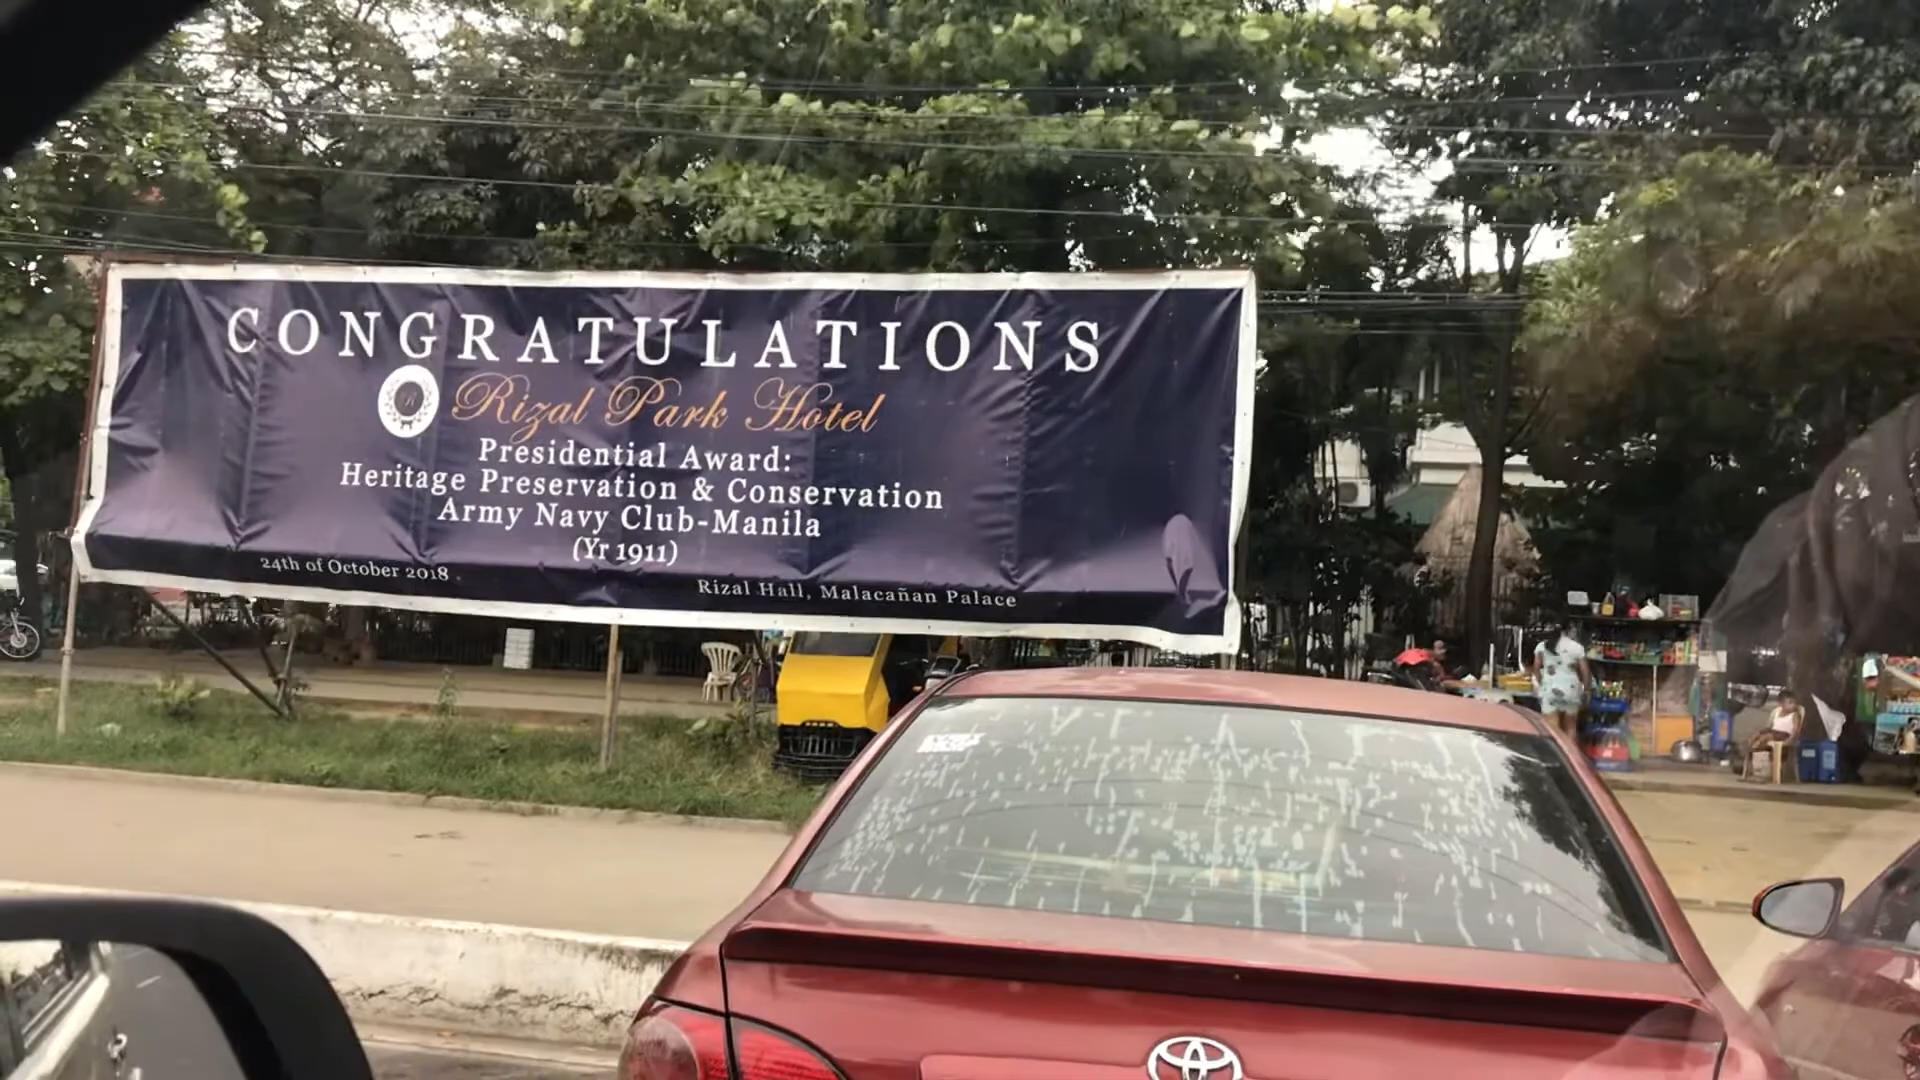 CONGRATULATIONS
R
Rizal Park Hotel
Presidential Award:
Heritage Preservation & Conservation
Army Navy Club-Manila
(Yr 1911)
24th of October 2018
Rizal Hall, Malacañan Palace